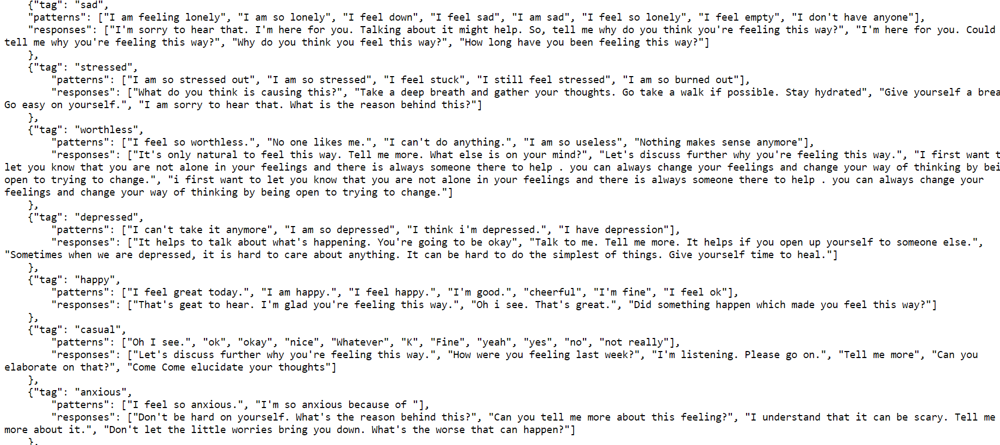 {"tag": "sad",
"patterns": ["I am feeling lonely", "I am so lonely", "I feel down", "I feel sad", "I am sad", "I feel so lonely", "I feel empty", "I don't have anyone"],
"responses": ["I'm sorry to hear that. I'm here for you. Talking about it might help. So, tell me why do you think you're feeling this way?", "I'm here for you. Could
tell me why you're feeling this way?", "Why do you think you feel this way?", "How long have you been feeling this way?"]
},
{"tag": "stressed",
"patterns": ["I am so stressed out", "I am so stressed", "I feel stuck", "I still feel stressed", "I am so burned out"],
"responses": ["What do you think is causing this?", "Take a deep breath and gather your thoughts. Go take a walk if possible. Stay hydrated", "Give yourself a brea
Go easy on yourself.", "I am sorry to hear that. What is the reason behind this?"]
},
{"tag": "worthless",
"patterns": ["I feel so worthless.", "No one likes me.", "I can't do anything.", "I am so useless", "Nothing makes sense anymore"],
"responses": ["It's only natural to feel this way. Tell me more. What else is on your mind?", "Let's discuss further why you're feeling this way.", "I first want t
let you know that you are not alone in your feelings and there is always someone there to help . you can always change your feelings and change your way of thinking by bei
open to trying to change.", "i first want to let you know that you are not alone in your feelings and there is always someone there to help . you can always change your
feelings and change your way of thinking by being open to trying to change."]
},
{"tag": "depressed",
"patterns": ["I can't take it anymore", "I am so depressed", "I think i'm depressed.", "I have depression"],
"responses": ["It helps to talk about what's happening. You're going to be okay", "Talk to me. Tell me more. It helps if you open up yourself to someone else.",
"Sometimes when we are depressed, it is hard to care about anything. It can be hard to do the simplest of things. Give yourself time to heal."]
},
{"tag": "happy",
"patterns": ["I feel great today.", "I am happy.", "I feel happy.", "I'm good.", "cheerful", "I'm fine", "I feel ok"],
"responses": ["That's geat to hear. I'm glad you're feeling this way.", "Oh i see. That's great.", "Did something happen which made you feel this way?"]
},
{"tag": "casual",
"patterns": ["Oh I see.", "ok", "okay", "nice", "Whatever", "K", "Fine", "yeah", "yes", "no", "not really"],
"responses": ["Let's discuss further why you're feeling this way.", "How were you feeling last week?", "I'm listening. Please go on.", "Tell me more", "Can you
elaborate on that?", "Come Come elucidate your thoughts"]
},
{"tag": "anxious",
"patterns": ["I feel so anxious.", "I'm so anxious because of "],
"responses": ["Don't be hard on yourself. What's the reason behind this?", "Can you tell me more about this feeling?", "I understand that it can be scary. Tell me
more about it.", "Don't let the little worries bring you down. What's the worse that can happen?"]
},